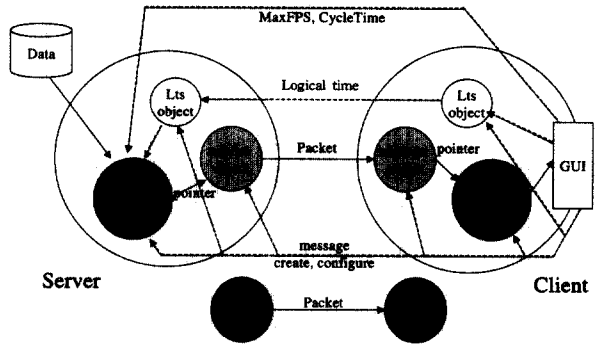 MaxFPS, CycleTime
Data
Lts
object
Logical time
Lts
object
Packet
pointer
GUI
pointer
message
create, configure
Server
Client
Packet